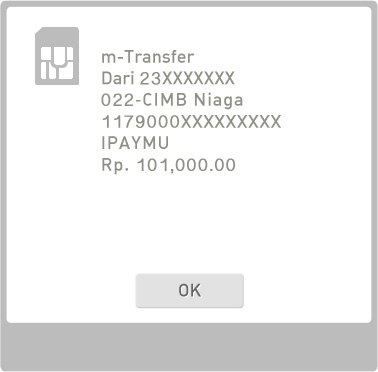 m-Transfer
Dari 23XXXXXXX
022-CIMB Niaga
1179000XXXXXXXXX
IPAYMU
Rp. 101,000.00
OK